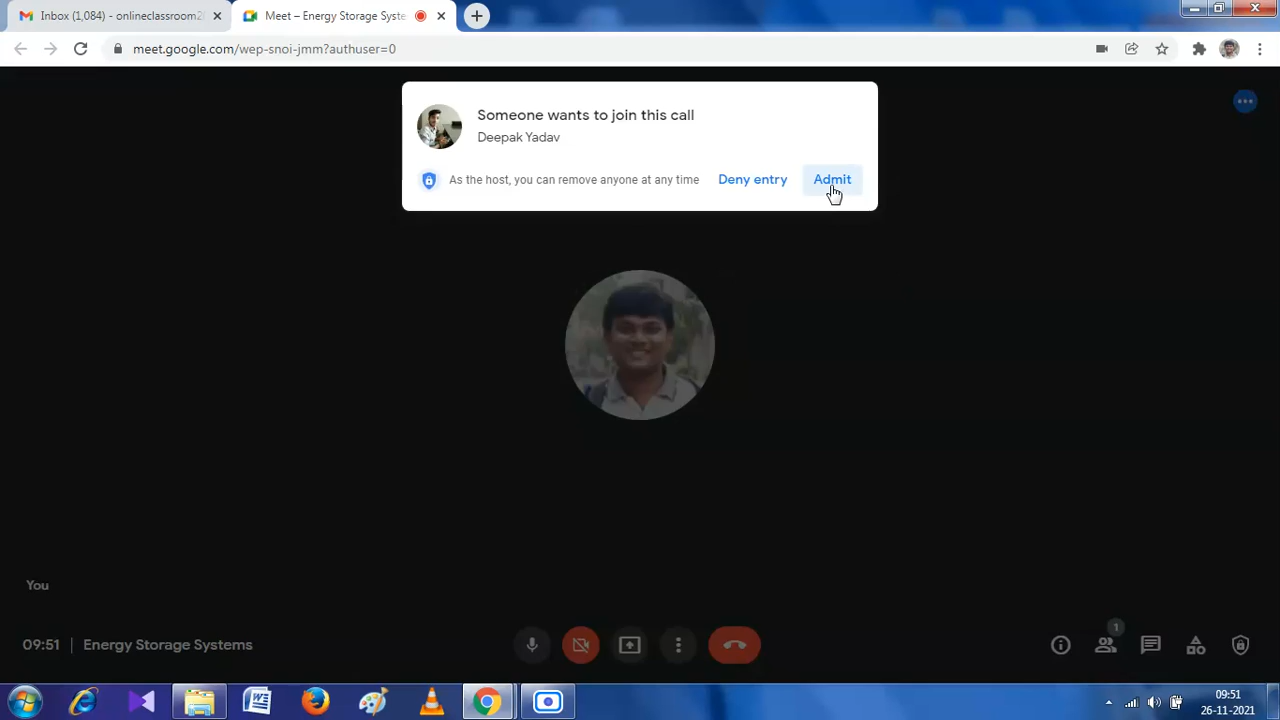 Inbox (1,084) - onlineclassroom2
Meet – Energy Storage Syste
meet.google.com/wep-snoi-jmm?authuser=0
Someone wants to join this call
Deepak Yadav
As the host, you can remove anyone at any time
Deny entry
Admit
You
09:51
Energy Storage Systems
1
09:51
26-11-2021